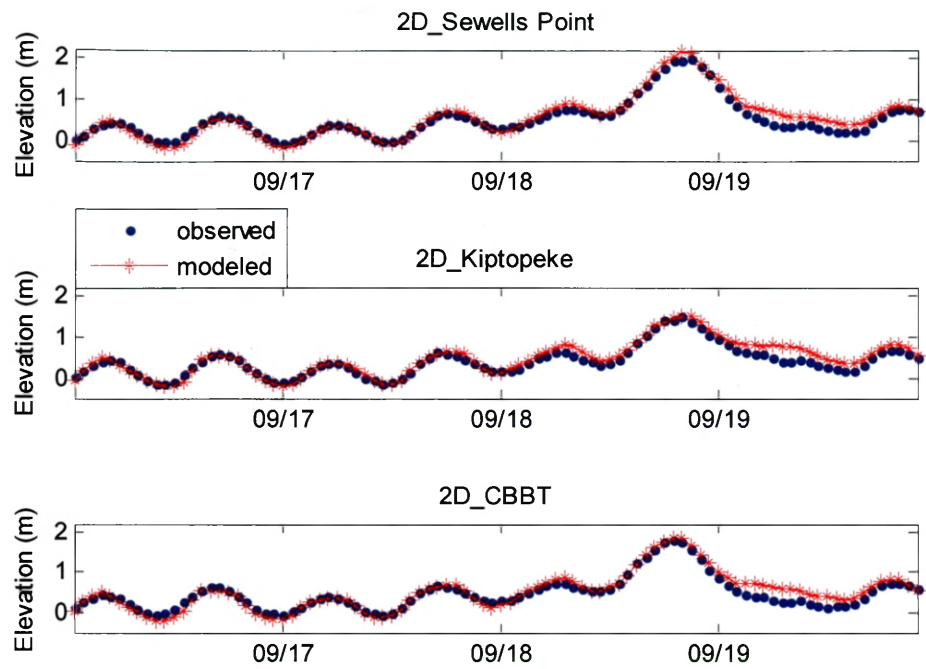 2D_Sewells Point
Elevation (m)
2
1
0
09/17 09/18 09/19
observed
modeled
2D_Kiptopeke
Elevation (m)
2
1
0
09/17 09/18 09/19
2D_CBBT
Elevation (m)
2
1
0
09/17 09/18 09/19